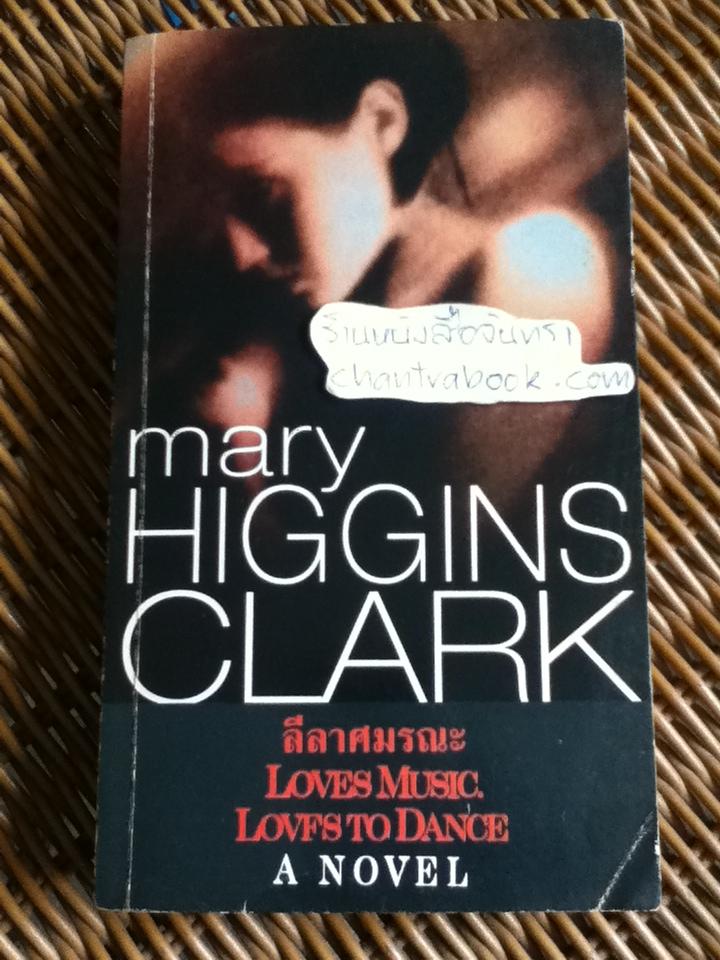 ร้านหนังสือจันทรา
chantrabook.com
mary
HIGGINS
CLARK
ลีลาศมรณะ
LOVES MUSIC,
LOVES TO DANCE
A NOVEL